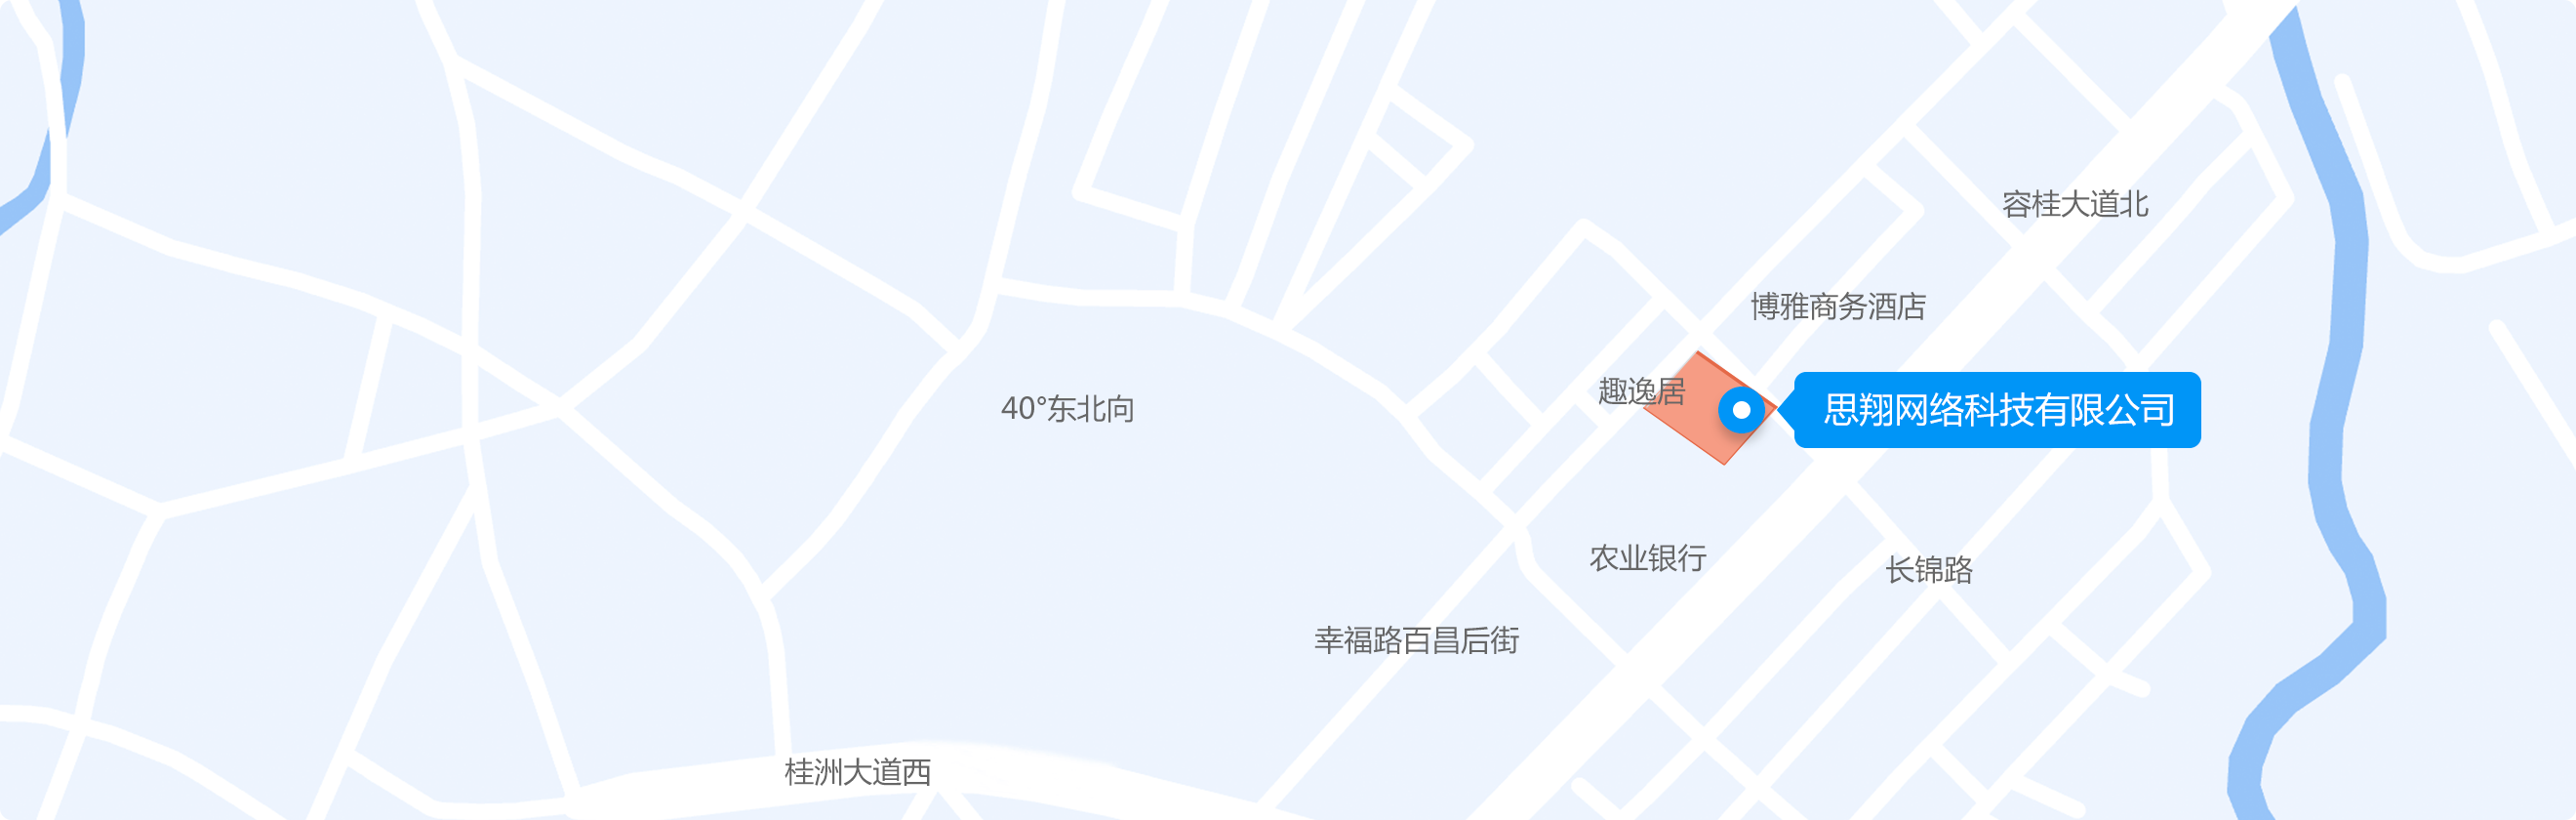 容桂大道北
博雅商务酒店
趣逸居
40°东北向
思翔网络科技有限公司
农业银行
长锦路
幸福路百昌后街
桂洲大道西